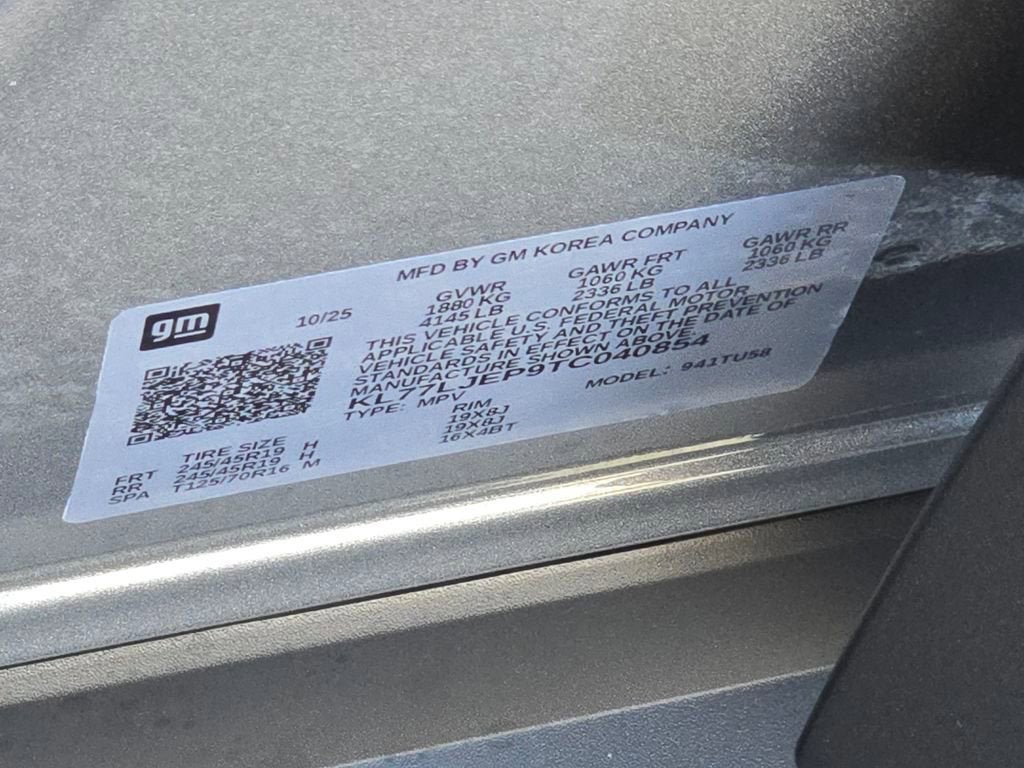 MFD BY GM KOREA COMPANY
gm
10/25
GVWR GAWR FRT GAWR RR
1880 KG 1060 KG 1060 KG
4145 LB 2336 LB 2336 LB
THIS VEHICLE CONFORMS TO ALL
APPLICABLE U.S. FEDERAL MOTOR
VEHICLE SAFETY AND THEFT PREVENTION
STANDARDS IN EFFECT ON THE DATE OF
MANUFACTURE SHOWN ABOVE.
KL77LJEP9TC040854
TYPE: MPV MODEL: 941TU58
TIRE SIZE RIM
FRT 245/45R19 H 19X8J
RR 245/45R19 H 19X8J
SPA T125/70R16 M 16X4BT